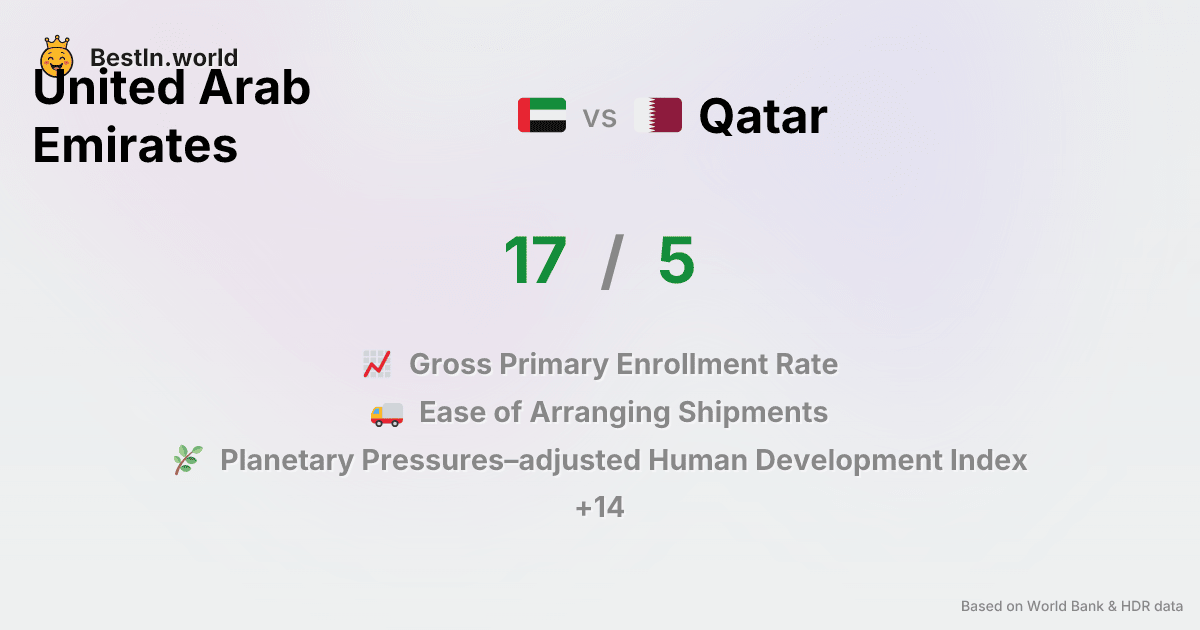 BestIn.world
United Arab
Emirates
vs
Qatar
17 / 5
Gross Primary Enrollment Rate
Ease of Arranging Shipments
Planetary Pressures–adjusted Human Development Index
+14
Based on World Bank & HDR data